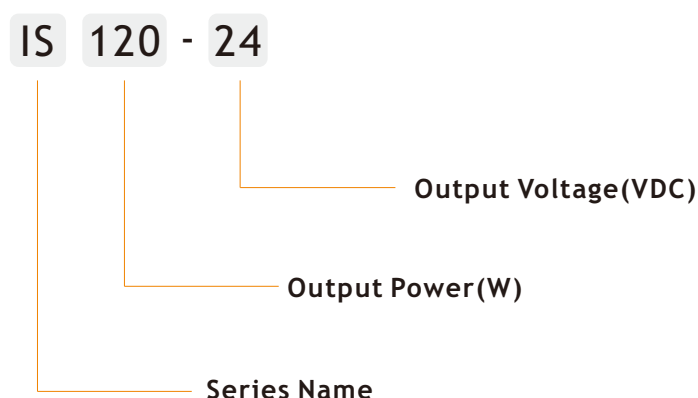 IS 120 - 24
Output Voltage(VDC)
Output Power(W)
Series Name